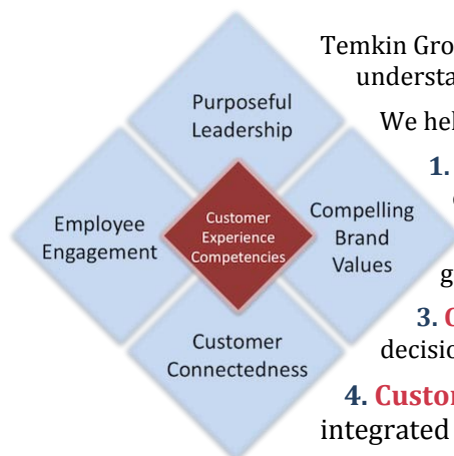 Temkin Gro
understa
We hel
1.
g
3. C
decisio
4. Custom
integrated
Purposeful
Leadership
Employee
Engagement
Customer
Experience
Competencies
Compelling
Brand
Values
Customer
Connectedness